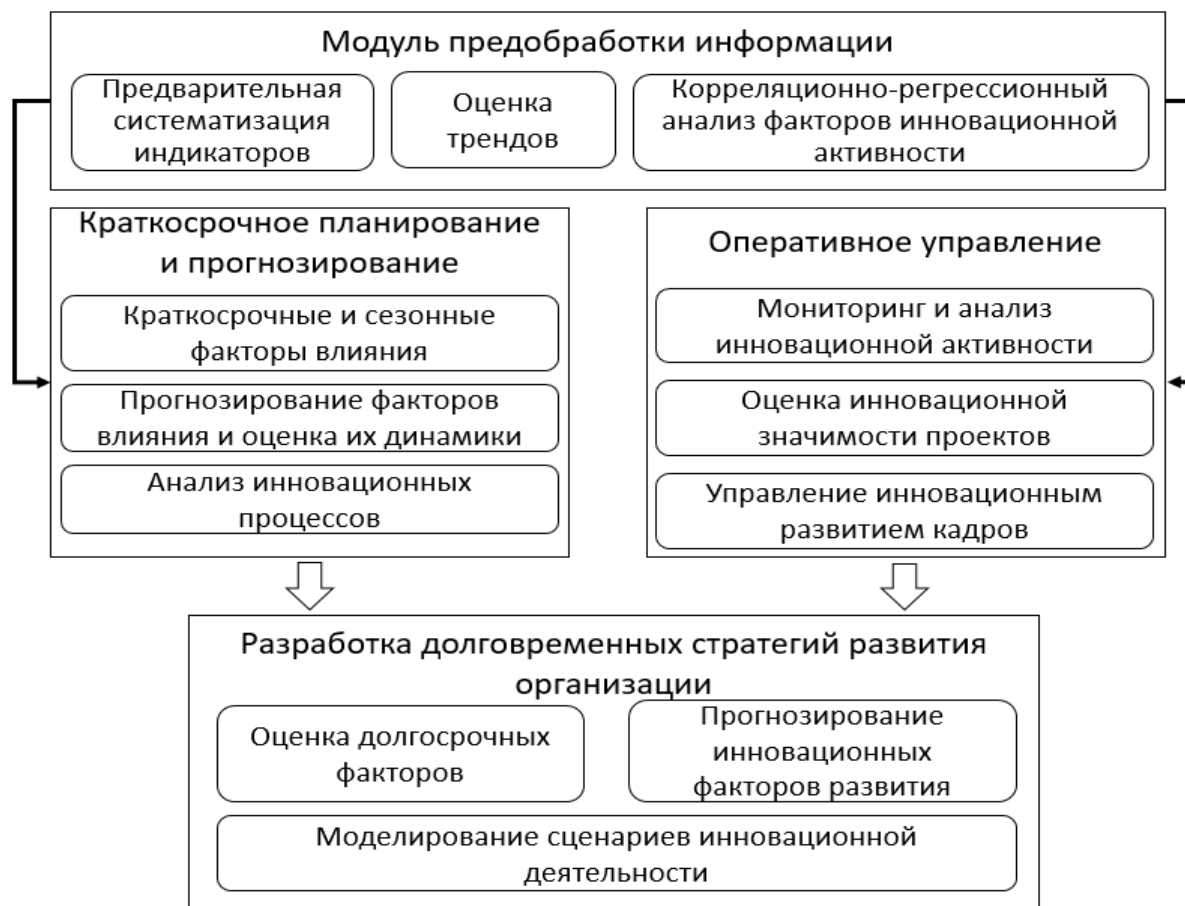 Модуль предобработки информации
Предварительная
систематизация
индикаторов
Оценка
трендов
Корреляционно-регрессионный
анализ факторов инновационной
активности
Краткосрочное планирование
и прогнозирование
Краткосрочные и сезонные
факторы влияния
Прогнозирование факторов
влияния и оценка их динамики
Анализ инновационных
процессов
Оперативное управление
Мониторинг и анализ
инновационной активности
Оценка инновационной
значимости проектов
Управление инновационным
развитием кадров
Разработка долговременных стратегий развития
организации
Оценка долгосрочных
факторов
Прогнозирование
инновационных
факторов развития
Моделирование сценариев инновационной
деятельности